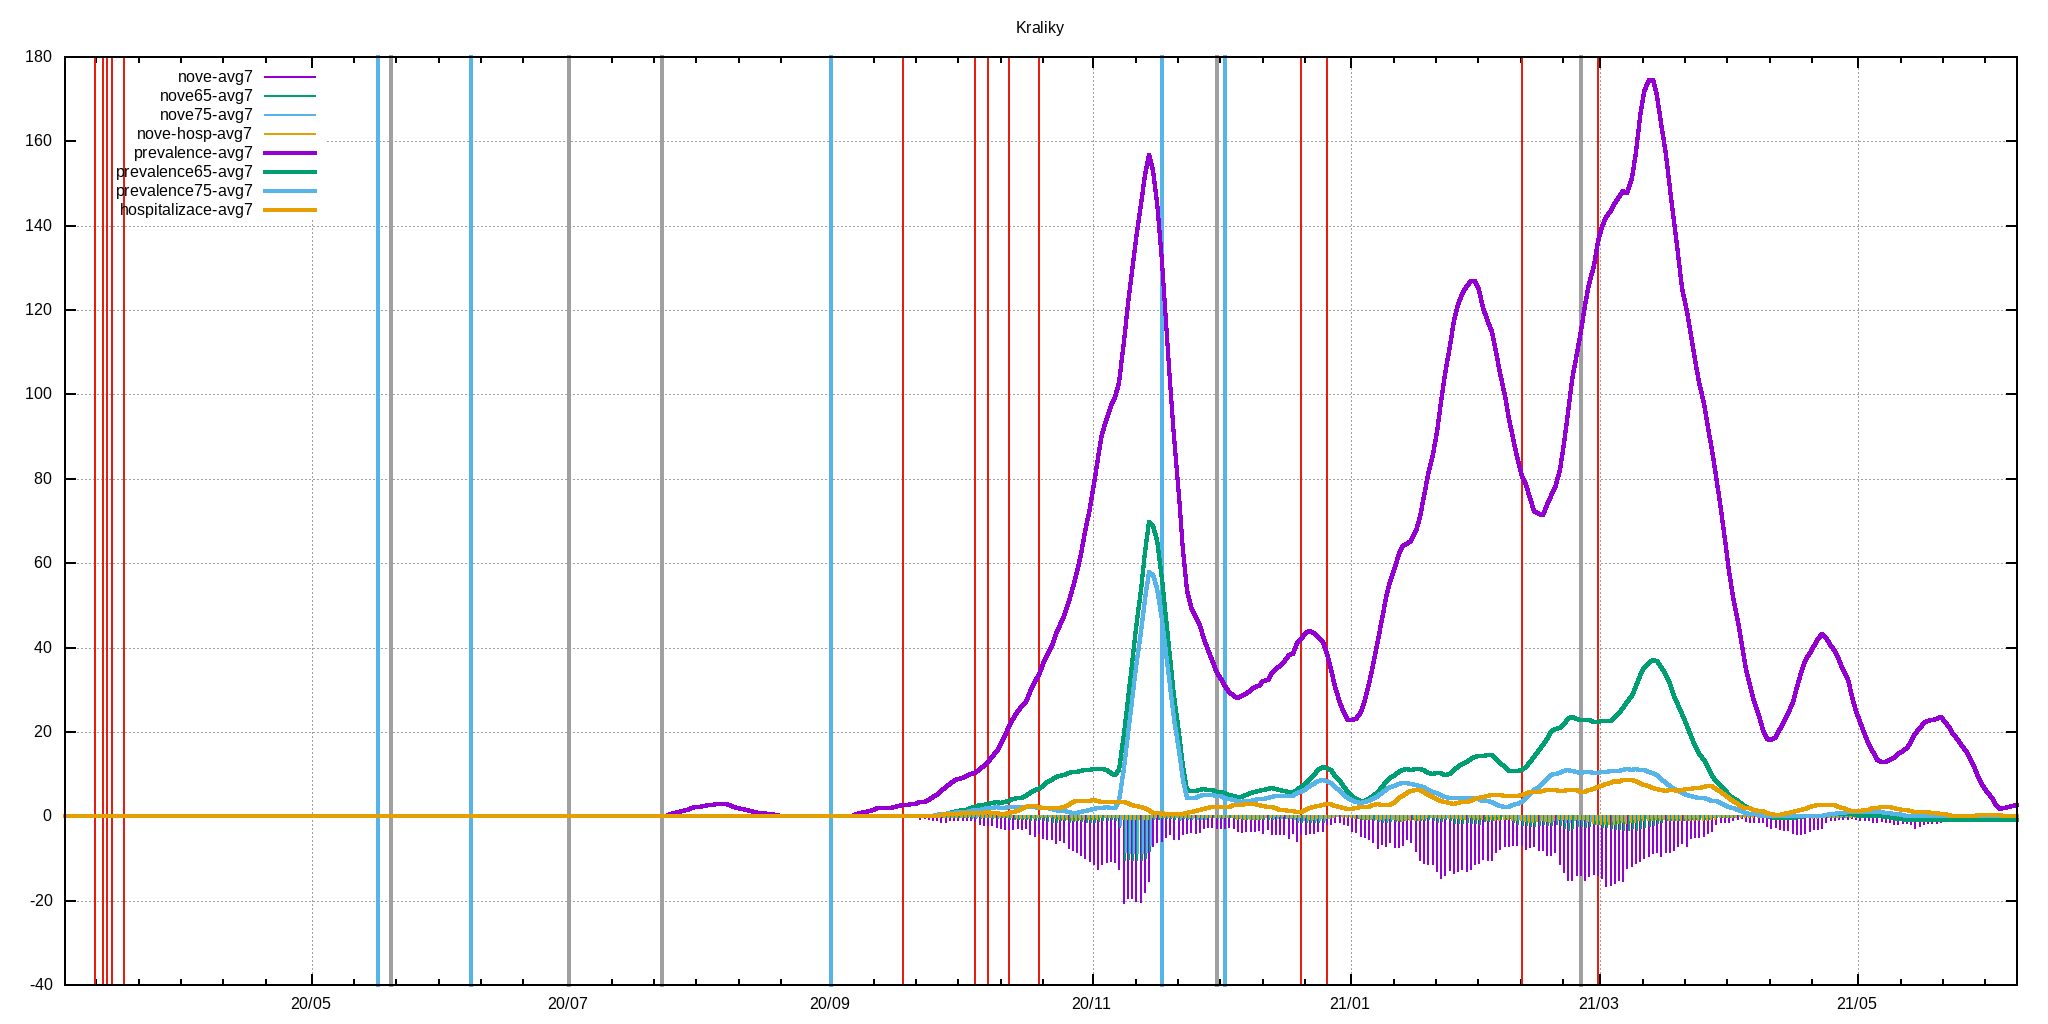 Kraliky
180
160
140
120
100
80
60
40
20
0
-20
-40
nove-avg7
nove65-avg7
nove75-avg7
nove-hosp-avg7
prevalence-avg7
prevalence65-avg7
prevalence75-avg7
hospitalizace-avg7
20/05 20/07 20/09 20/11 21/01 21/03 21/05